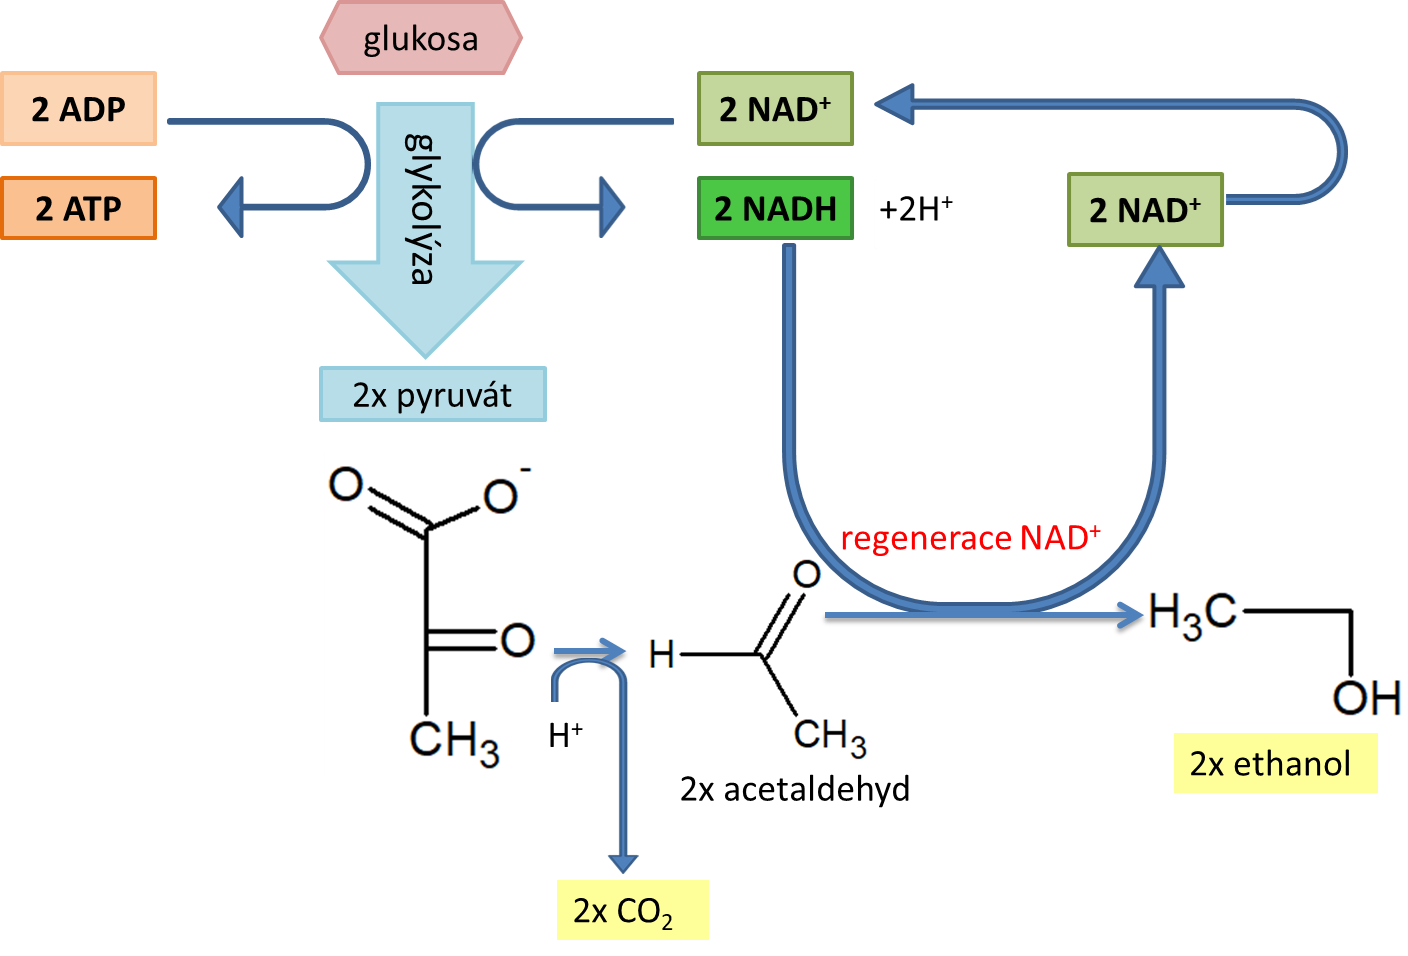 glukosa
2 ADP
2 NAD⁺
glykolýza
2 ATP
2 NADH
+2H⁺
2 NAD⁺
2x pyruvát
O
O⁻
regenerace NAD⁺
O
O
H
H₃C
CH₃
H⁺
CH₃
OH
2x acetaldehyd
2x ethanol
2x CO₂